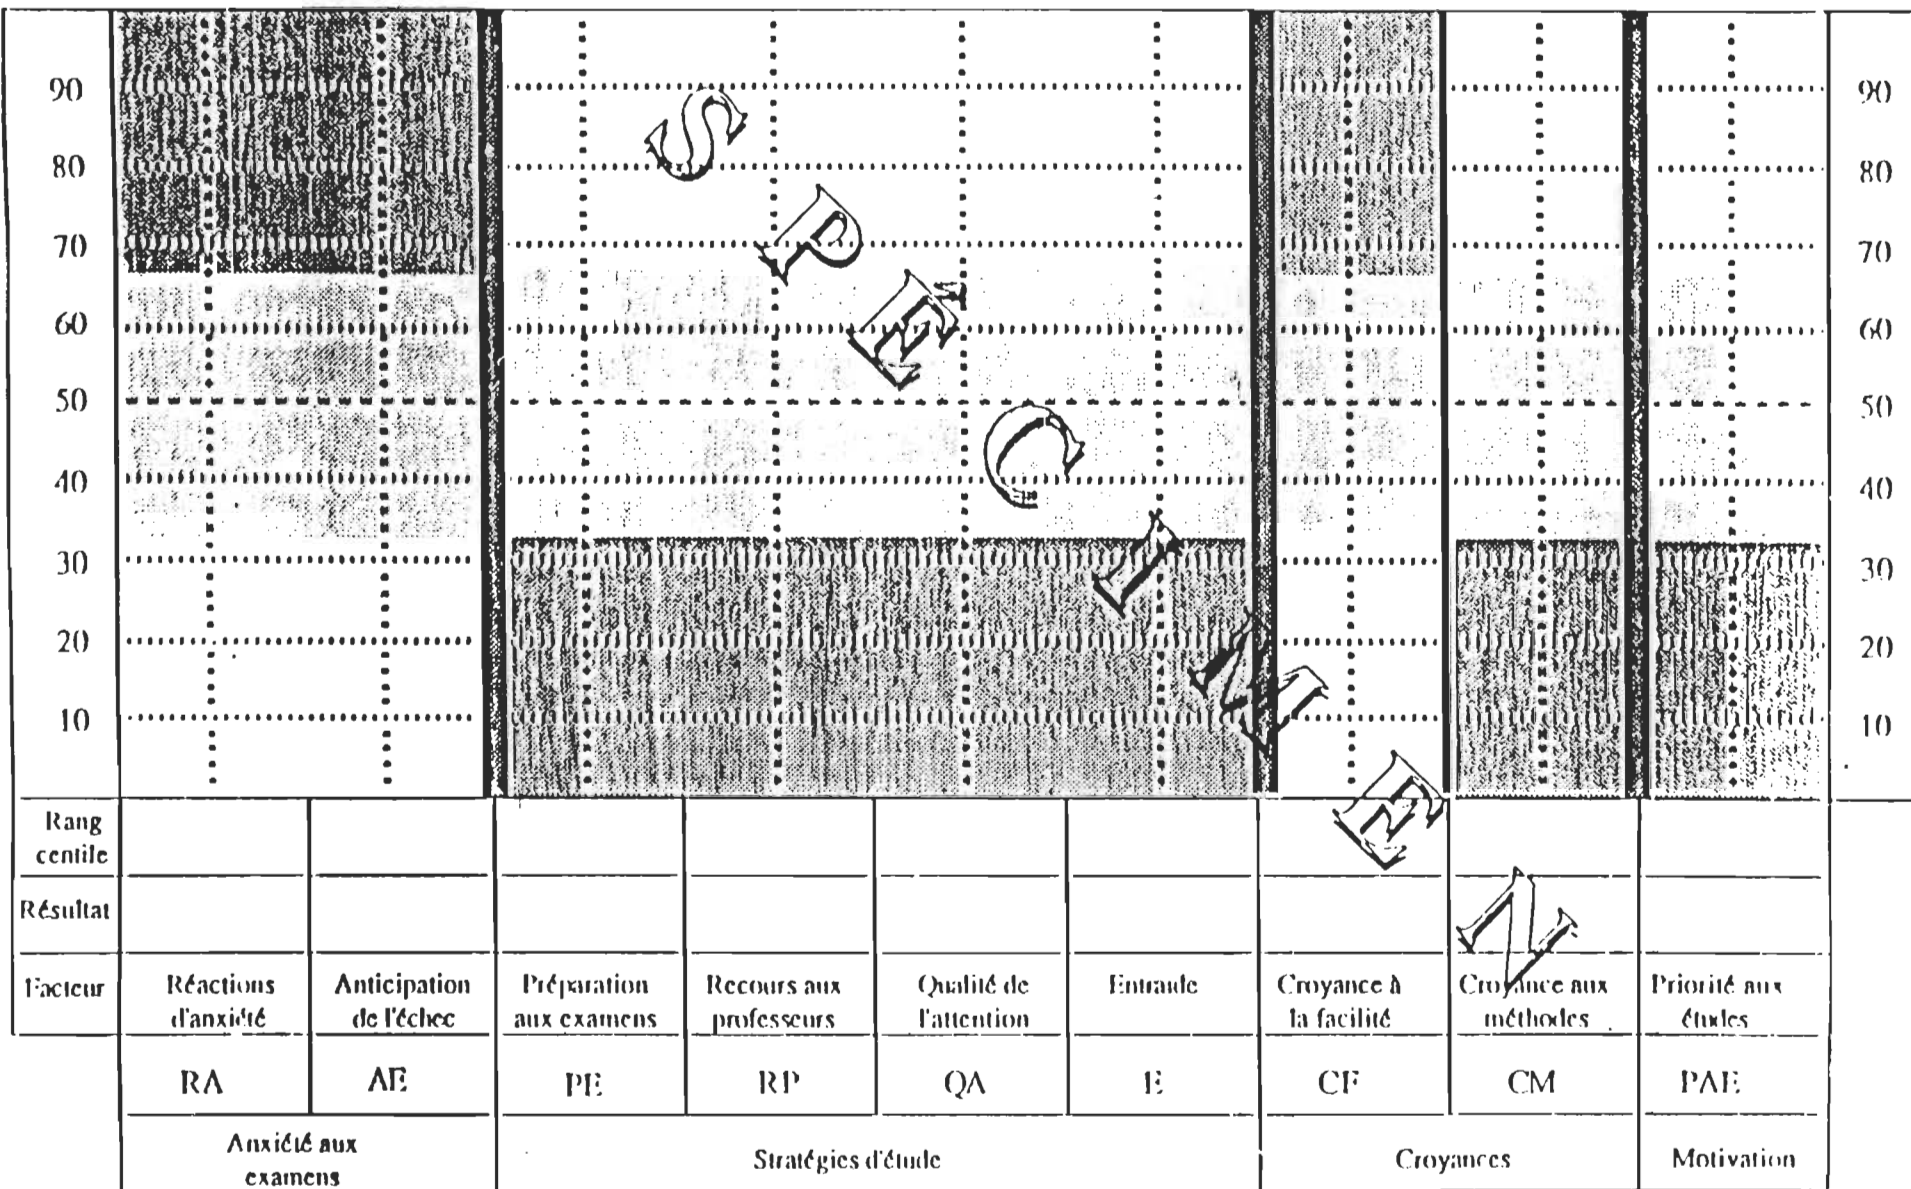 90 90
80 80
70 70
60 60
50 50
40 40
30 30
20 20
10 10
SPÉCIMEN
Rang
centile
Résultat
Facteur
Réactions
d'anxiété
Anticipation
de l'échec
Préparation
aux examens
Recours aux
professeurs
Qualité de
l'attention
Entraide
Croyance à
la facilité
Croyance aux
méthodes
Priorité aux
études
RA AE PE RP QA E CF CM PAE
Anxiété aux
examens
Stratégies d'étude
Croyances
Motivation